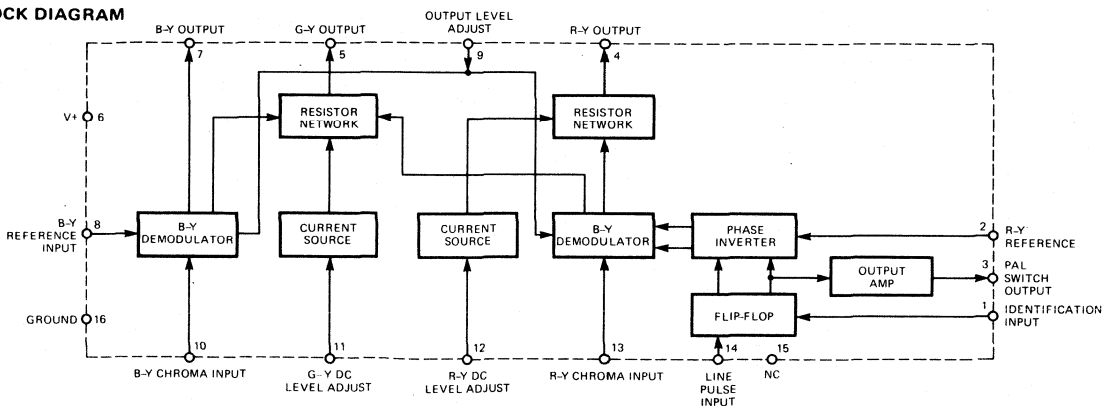 OCK DIAGRAM
B–Y OUTPUT
7
G–Y OUTPUT
5
OUTPUT LEVEL
ADJUST
9
R–Y OUTPUT
4
V+ 6
RESISTOR
NETWORK
RESISTOR
NETWORK
B–Y
REFERENCE
INPUT
8
B–Y
DEMODULATOR
CURRENT
SOURCE
CURRENT
SOURCE
B–Y
DEMODULATOR
PHASE
INVERTER
2
R–Y
REFERENCE
OUTPUT
AMP
3
PAL
SWITCH
OUTPUT
GROUND 16
FLIP-FLOP
1
IDENTIFICATION
INPUT
10
B–Y CHROMA INPUT
11
G–Y DC
LEVEL ADJUST
12
R–Y DC
LEVEL ADJUST
13
R–Y CHROMA INPUT
14
LINE
PULSE
INPUT
15
NC